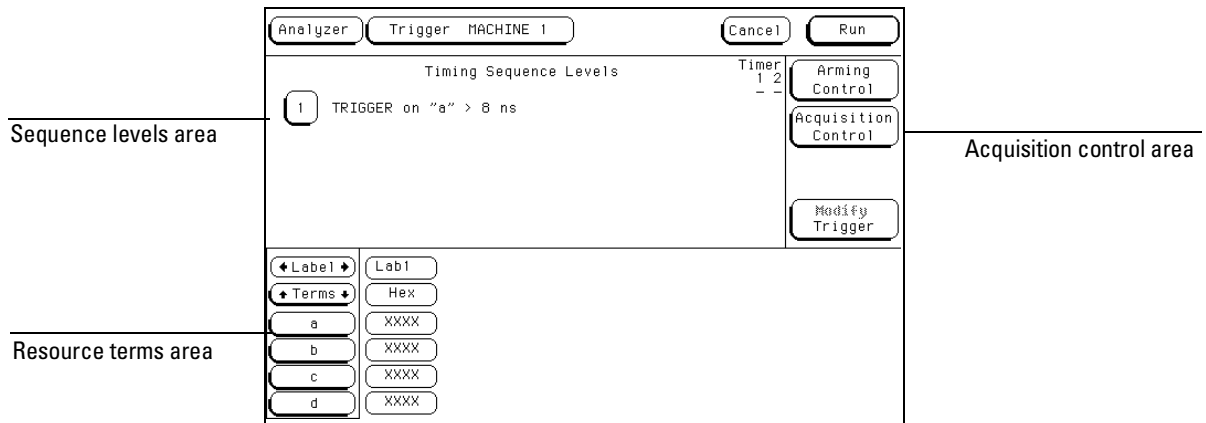 Analyzer Trigger MACHINE 1 Cancel Run
Timing Sequence Levels
Timer
1 2
– –
Arming
Control
1 TRIGGER on "a" > 8 ns
Acquisition
Control
Sequence levels area
Acquisition control area
Modify
Trigger
Label Lab1
Terms Hex
a XXXX
b XXXX
Resource terms area
c XXXX
d XXXX